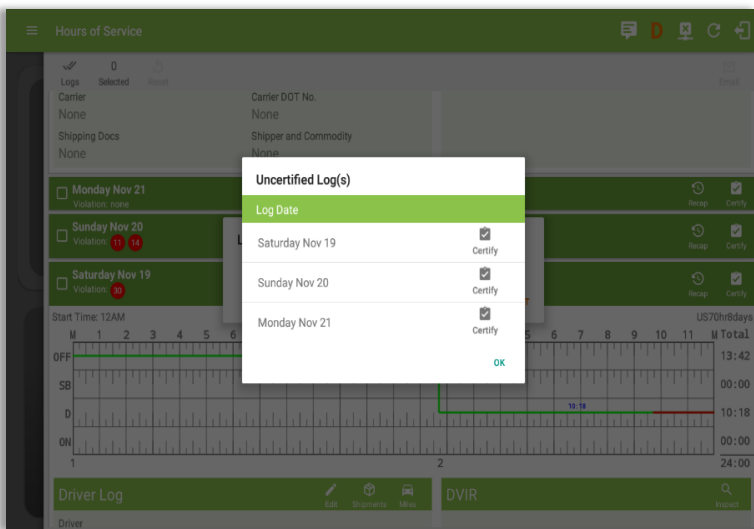 Hours of Service
D
Logs
0
Selected
Reset
Email
Carrier
Carrier DOT No.
None
None
Shipping Docs
Shipper and Commodity
None
None
Uncertified Log(s)
Log Date
Saturday Nov 19
Certify
Sunday Nov 20
Certify
Monday Nov 21
Certify
OK
Monday Nov 21
Violation: none
Recap
Certify
Sunday Nov 20
Violation: 11 14
Recap
Certify
Saturday Nov 19
Violation: 30
Recap
Certify
Start Time: 12AM
US70hr8days
M 1 2 3 4 5 6 5 6 7 8 9 10 11 M Total
OFF
13:42
SB
00:00
D
10:18
10:18
ON
00:00
1
2
24:00
Driver Log
Edit
Shipments
Miles
DVIR
Inspect
Driver